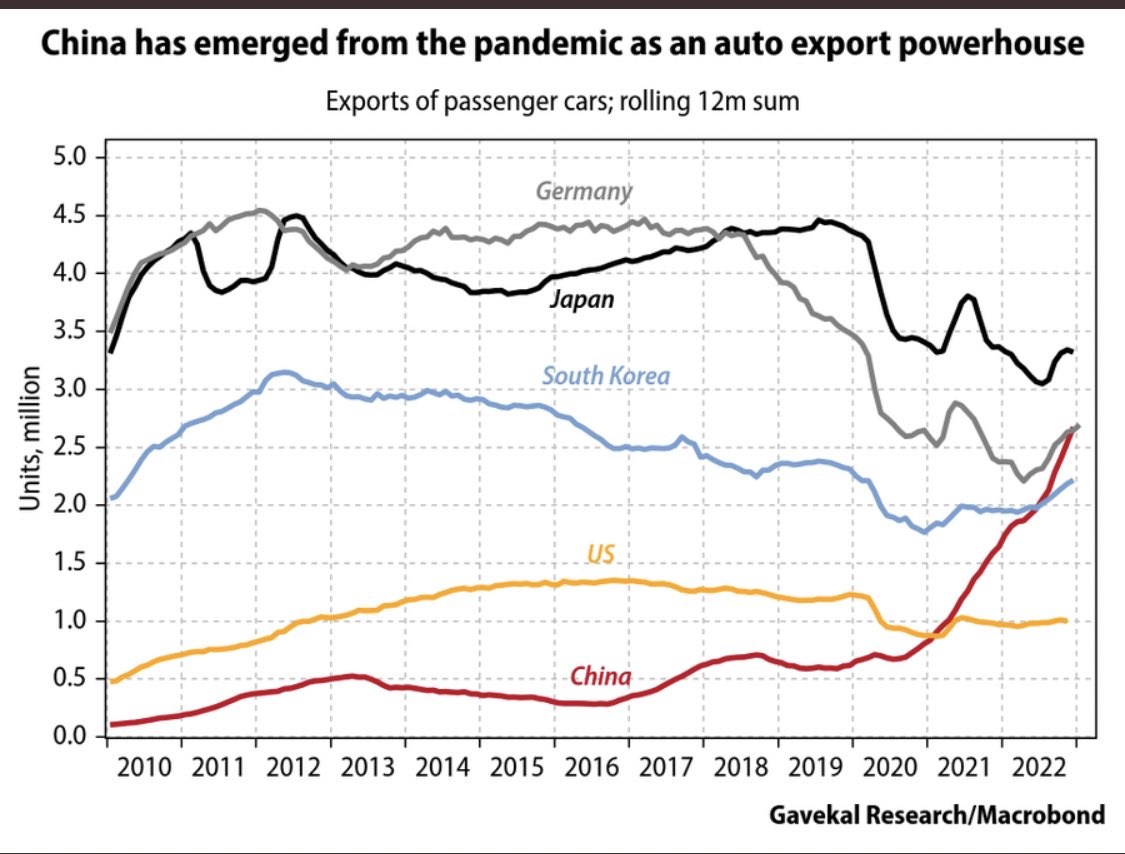 China has emerged from the pandemic as an auto export powerhouse
Exports of passenger cars; rolling 12m sum
Units, million
5.0
4.5
4.0
3.5
3.0
2.5
2.0
1.5
1.0
0.5
0.0
Germany
Japan
South Korea
US
China
2010 2011 2012 2013 2014 2015 2016 2017 2018 2019 2020 2021 2022
Gavekal Research/Macrobond